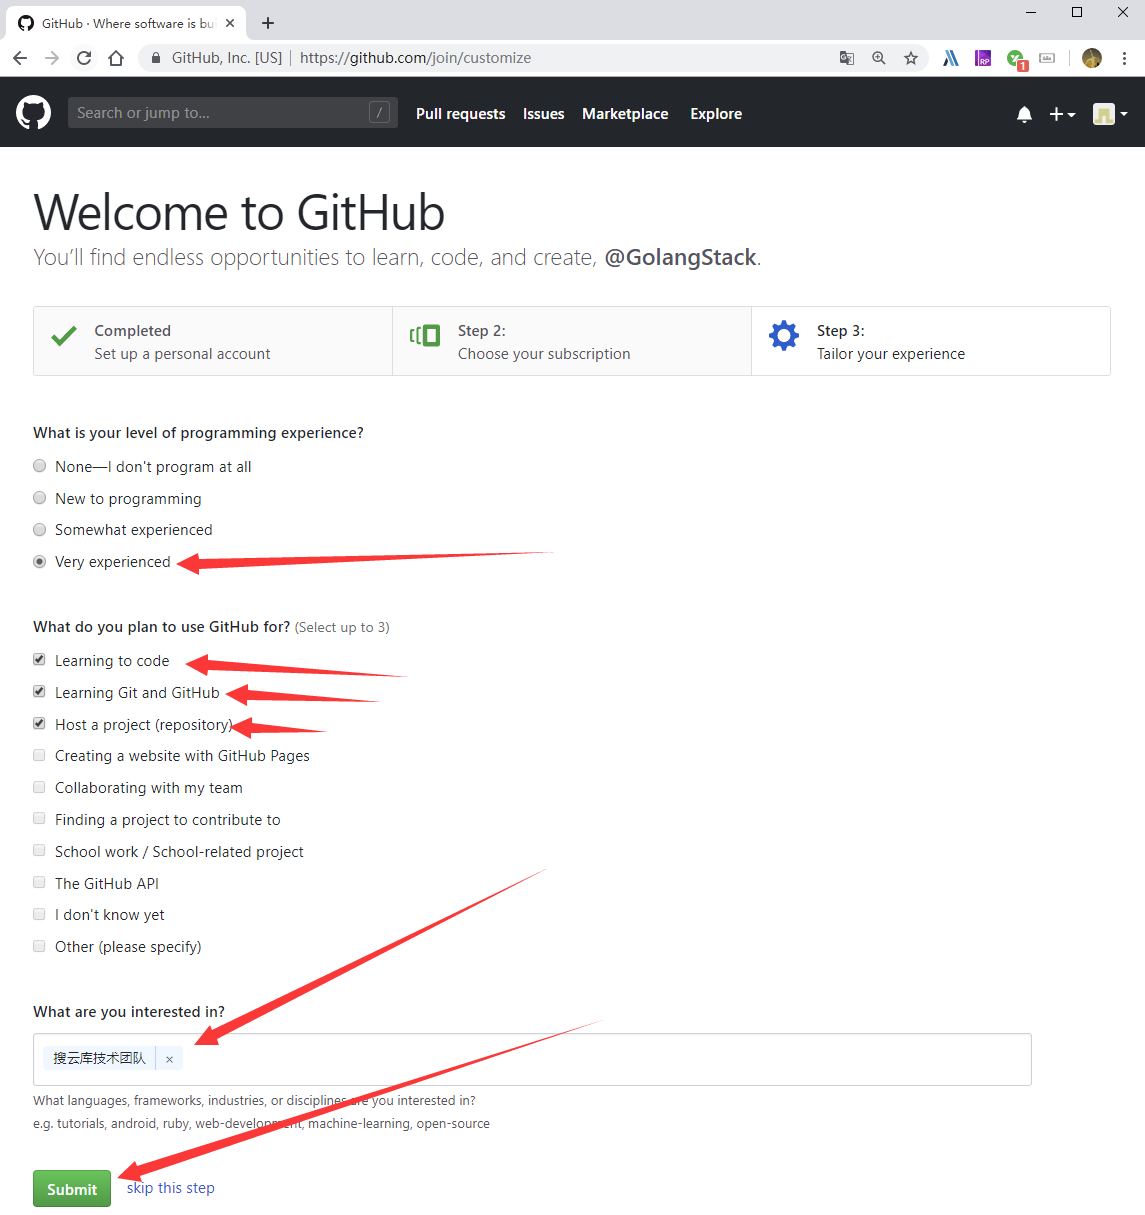 GitHub · Where software is bui
GitHub, Inc. [US] | https://github.com/join/customize
RP
1
Search or jump to...
/
Pull requests
Issues
Marketplace
Explore
Welcome to GitHub
You’ll find endless opportunities to learn, code, and create, @GolangStack.
Completed
Set up a personal account
Step 2:
Choose your subscription
Step 3:
Tailor your experience
What is your level of programming experience?
None—I don't program at all
New to programming
Somewhat experienced
Very experienced
What do you plan to use GitHub for? (Select up to 3)
Learning to code
Learning Git and GitHub
Host a project (repository)
Creating a website with GitHub Pages
Collaborating with my team
Finding a project to contribute to
School work / School-related project
The GitHub API
I don't know yet
Other (please specify)
What are you interested in?
搜云库技术团队 ×
What languages, frameworks, industries, or disciplines are you interested in?
e.g. tutorials, android, ruby, web-development, machine-learning, open-source
Submit
skip this step